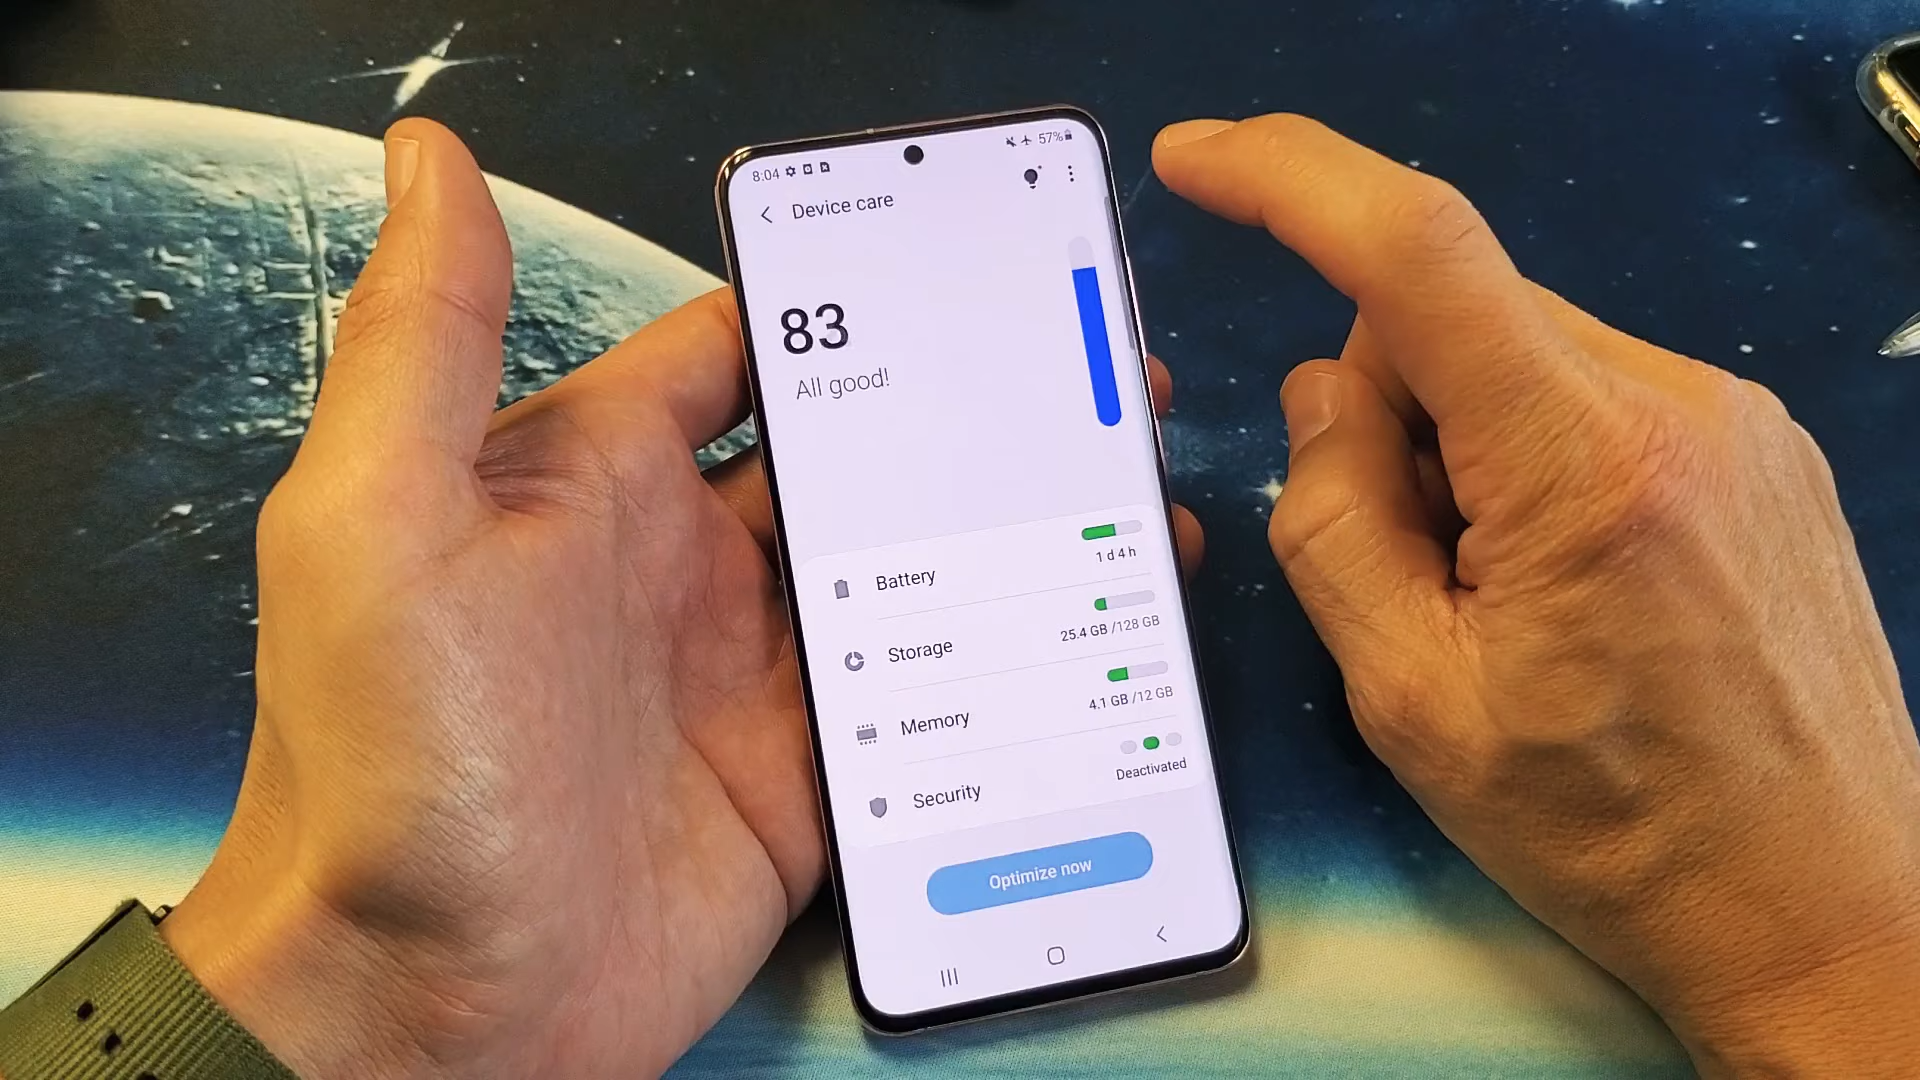 8:04
57%
Device care
83
All good!
Battery
1 d 4 h
Storage
25.4 GB /128 GB
Memory
4.1 GB /12 GB
Security
Deactivated
Optimize now